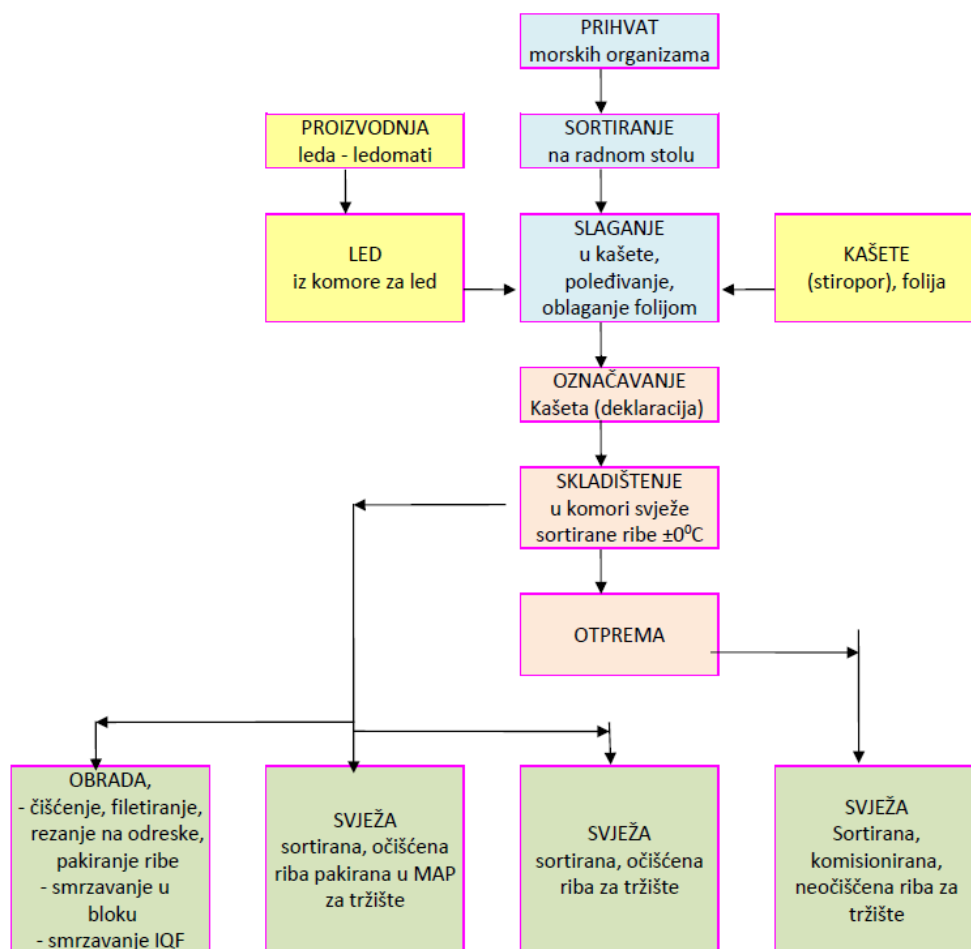 PRIHVAT
morskih organizama
PROIZVODNJA
leda - ledomati
SORTIRANJE
na radnom stolu
LED
iz komore za led
SLAGANJE
u kašete,
poleđivanje,
oblaganje folijom
KAŠETE
(stiropor), folija
OZNAČAVANJE
Kašeta (deklaracija)
SKLADIŠTENJE
u komori svježe
sortirane ribe ±0⁰C
OTPREMA
OBRADA,
- čišćenje, filetiranje,
rezanje na odreske,
pakiranje ribe
- smrzavanje u
bloku
- smrzavanje IQF
SVJEŽA
sortirana, očišćena
riba pakirana u MAP
za tržište
SVJEŽA
sortirana, očišćena
riba za tržište
SVJEŽA
Sortirana,
komisionirana,
neočiščena riba za
tržište